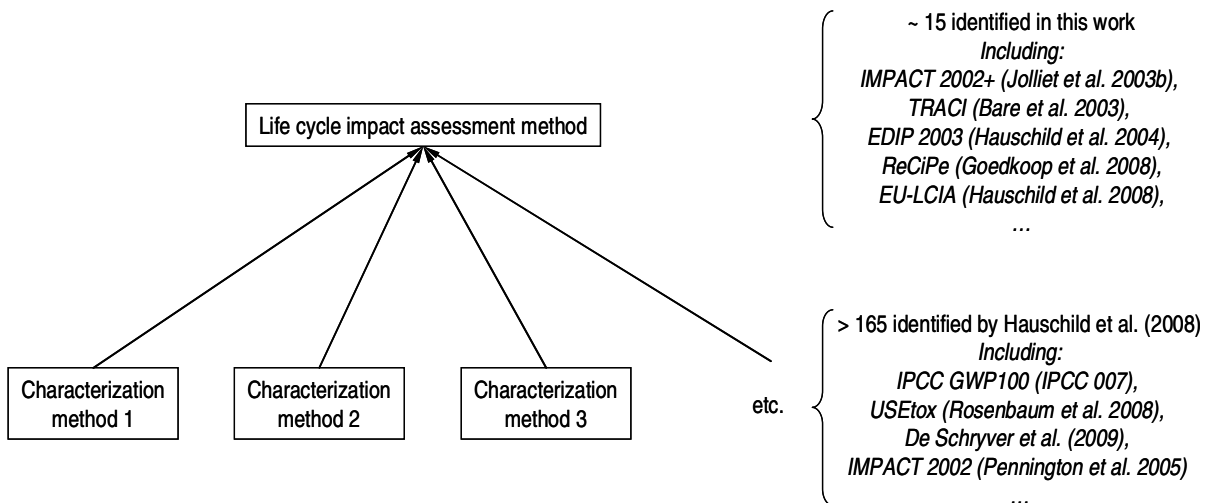 ~ 15 identified in this work
Including:
IMPACT 2002+ (Jolliet et al. 2003b),
TRACI (Bare et al. 2003),
EDIP 2003 (Hauschild et al. 2004),
ReCiPe (Goedkoop et al. 2008),
EU-LCIA (Hauschild et al. 2008),
...
Life cycle impact assessment method
> 165 identified by Hauschild et al. (2008)
Including:
IPCC GWP100 (IPCC 007),
USEtox (Rosenbaum et al. 2008),
De Schryver et al. (2009),
IMPACT 2002 (Pennington et al. 2005)
...
Characterization
method 1
Characterization
method 2
Characterization
method 3
etc.